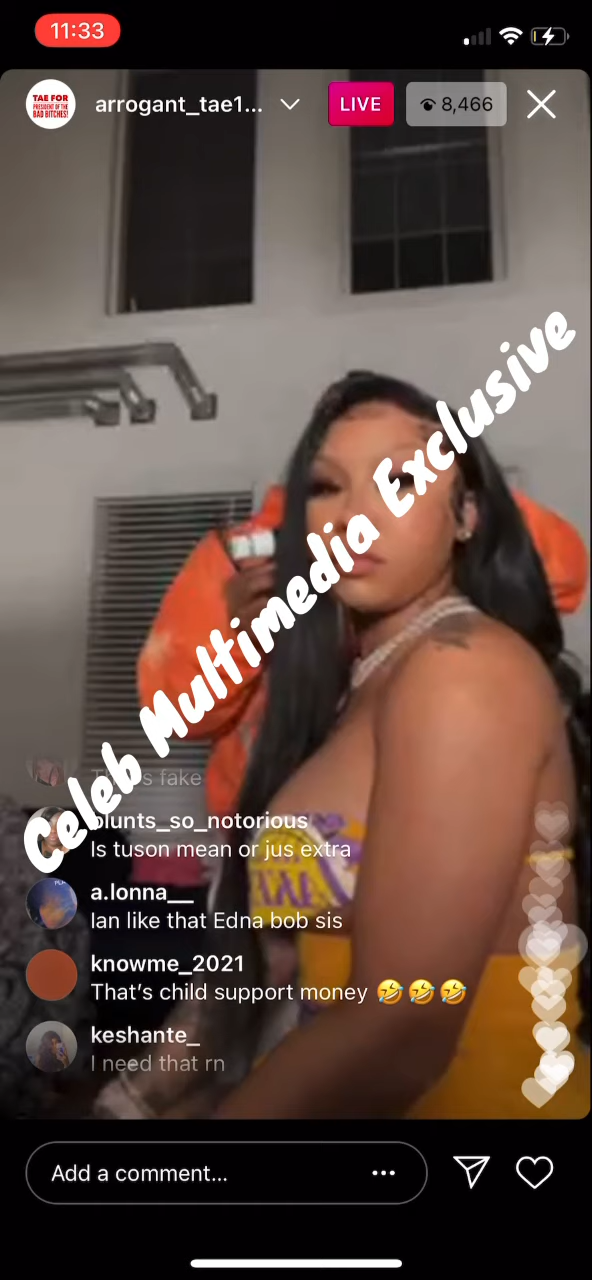 11:33
TAE FOR
PRESIDENT OF THE
BAD BITCHES!
arrogant_tae1...
LIVE
8,466
Celeb Multimedia Exclusive
s fake
blunts_so_notorious
Is tuson mean or jus extra
a.lonna__
Ian like that Edna bob sis
knowme_2021
That’s child support money 🤣🤣🤣
keshante_
I need that rn
Add a comment...